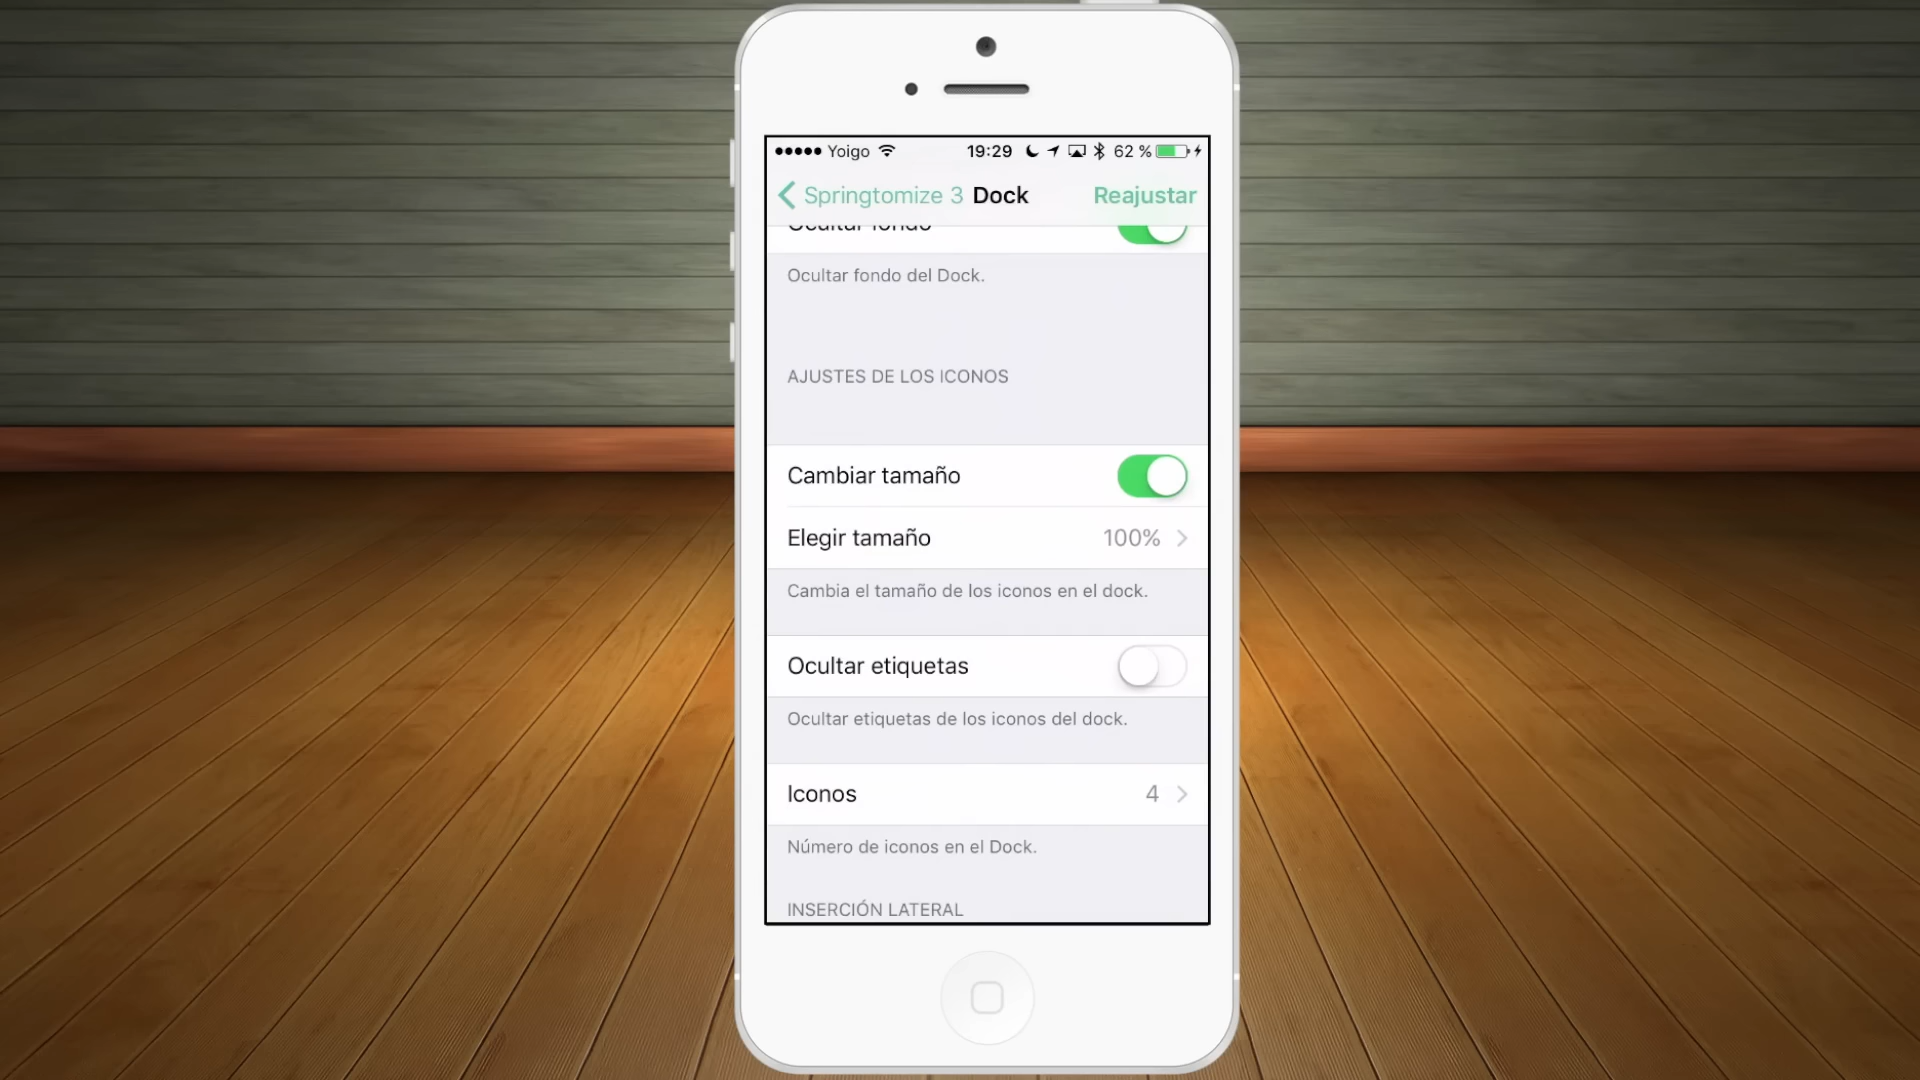 Yoigo 19:29 62 %
Springtomize 3 Dock Reajustar
Ocultar fondo
Ocultar fondo del Dock.
AJUSTES DE LOS ICONOS
Cambiar tamaño
Elegir tamaño 100%
Cambia el tamaño de los iconos en el dock.
Ocultar etiquetas
Ocultar etiquetas de los iconos del dock.
Iconos 4
Número de iconos en el Dock.
INSERCIÓN LATERAL